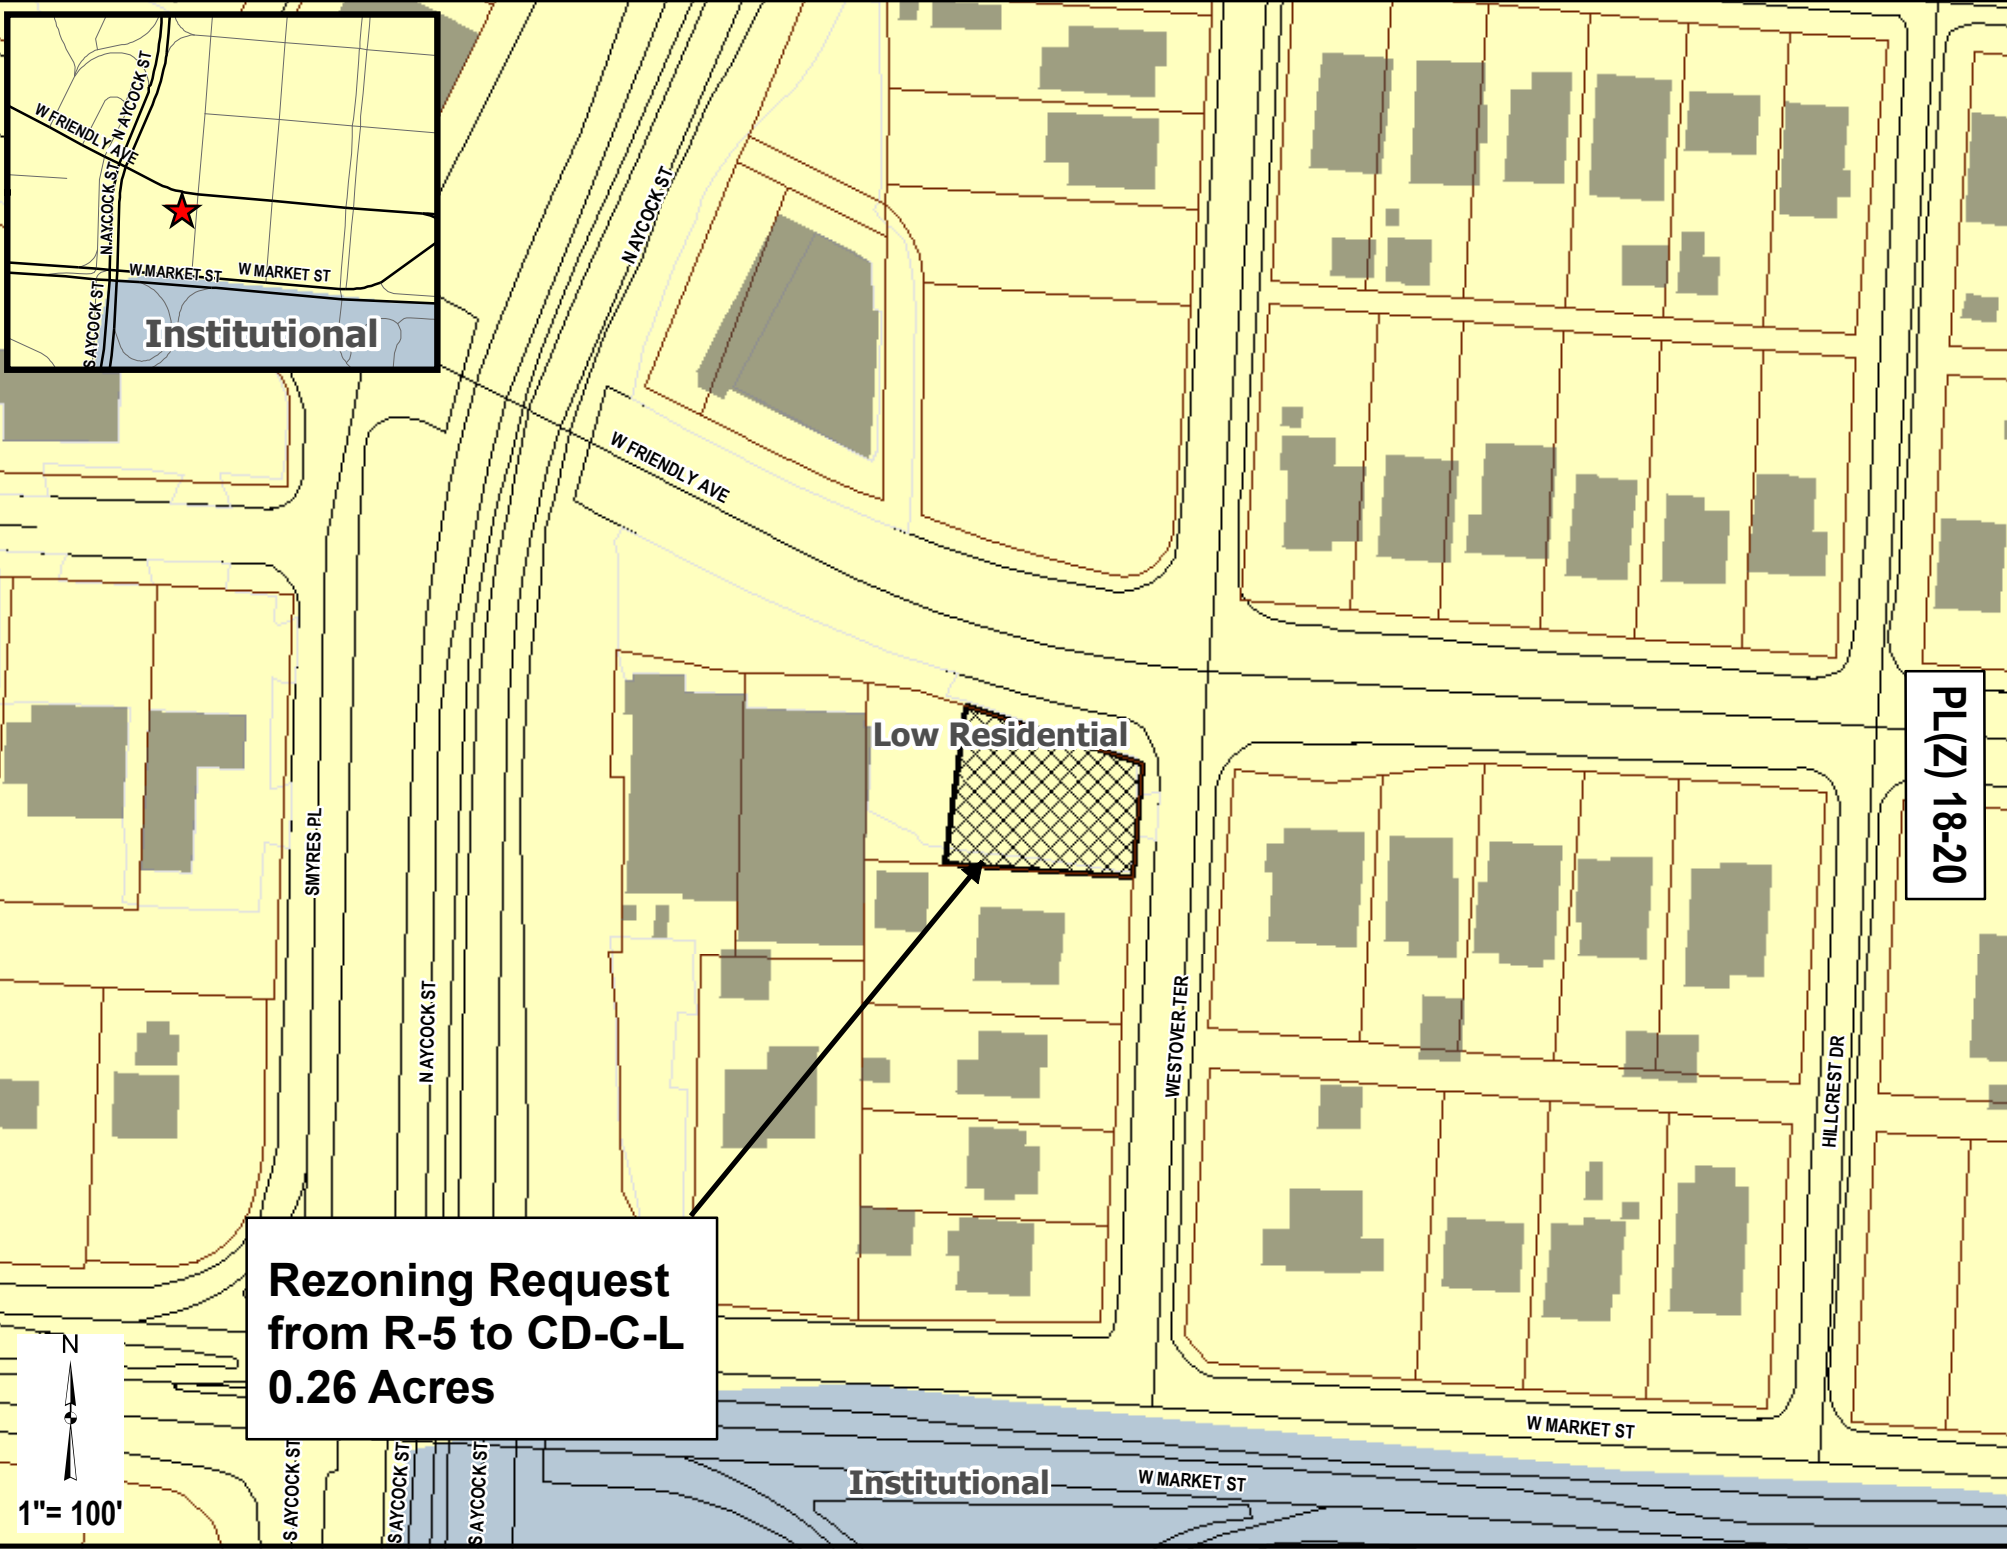 N AYCOCK ST
W FRIENDLY AVE
N AYCOCK ST
W MARKET ST
W MARKET ST
S AYCOCK ST
Institutional
N AYCOCK ST
W FRIENDLY AVE
Low Residential
PL(Z) 18-20
SMYRES PL
N AYCOCK ST
WESTOVER TER
HILLCREST DR
Rezoning Request
from R-5 to CD-C-L
0.26 Acres
N
1"= 100'
S AYCOCK ST
S AYCOCK ST
S AYCOCK ST
W MARKET ST
Institutional
W MARKET ST